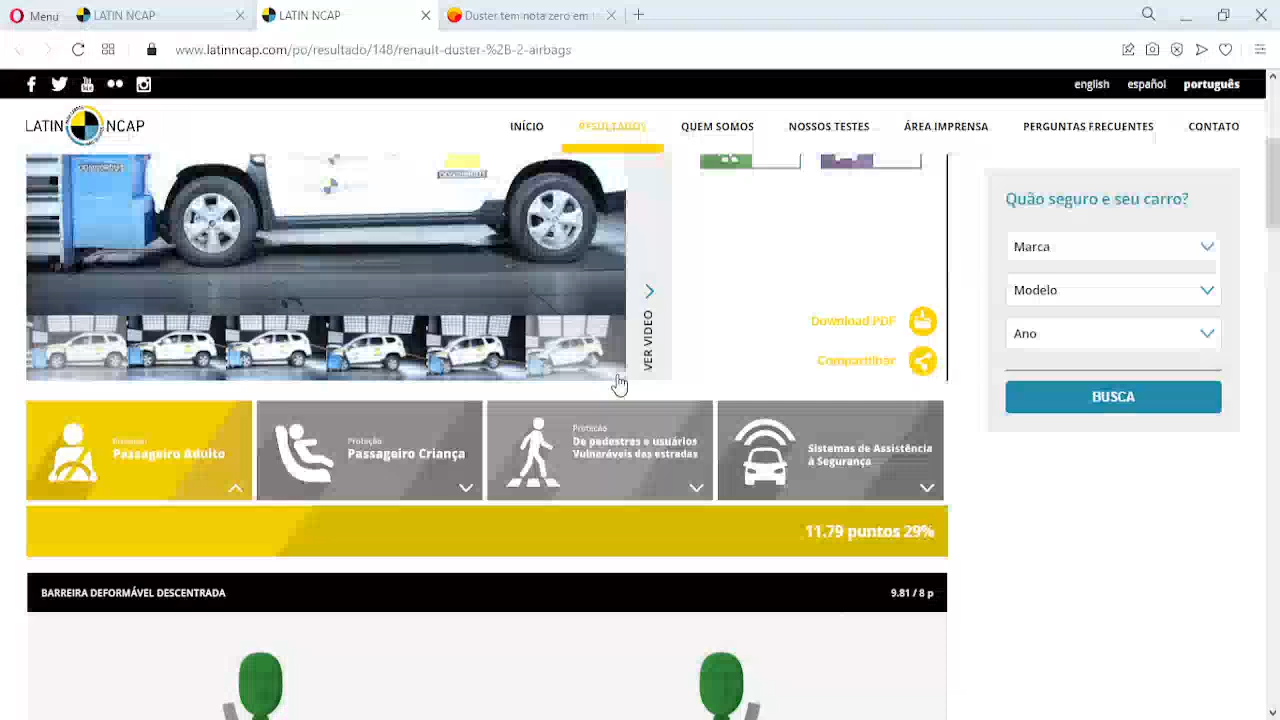 Menu
LATIN NCAP
LATIN NCAP
Duster tem nota zero em
www.latinncap.com/po/resultado/148/renault-duster-%2B-2-airbags
english
español
português
LATIN NCAP
INÍCIO
RESULTADOS
QUEM SOMOS
NOSSOS TESTES
ÁREA IMPRENSA
PERGUNTAS FRECUENTES
CONTATO
Quão seguro e seu carro?
Marca
Modelo
Ano
BUSCA
VER VIDEO
Download PDF
Compartilhar
Passageiro Adulto
Proteção
Passageiro Criança
Proteção
De pedestres e usuários
Vulneráveis das estradas
Sistemas de Assistência
à Segurança
11.79 puntos 29%
BARREIRA DEFORMÁVEL DESCENTRADA
9.81 / 8 p